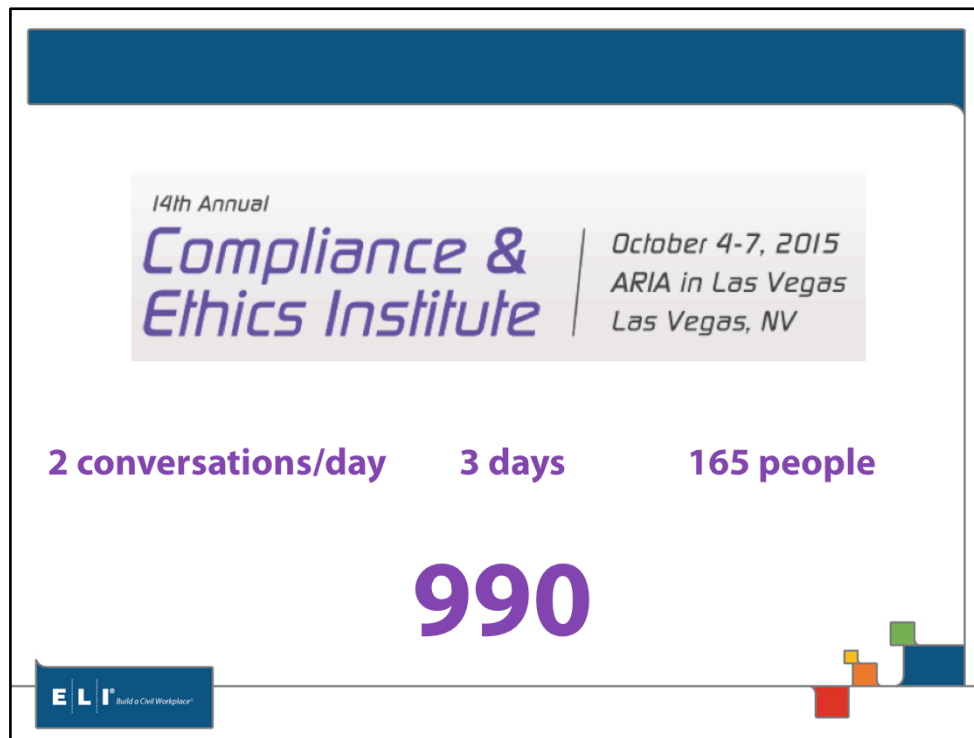 14th Annual
Compliance &
Ethics Institute
October 4-7, 2015
ARIA in Las Vegas
Las Vegas, NV
2 conversations/day 3 days 165 people
990
ELI® Build a Civil Workplace®